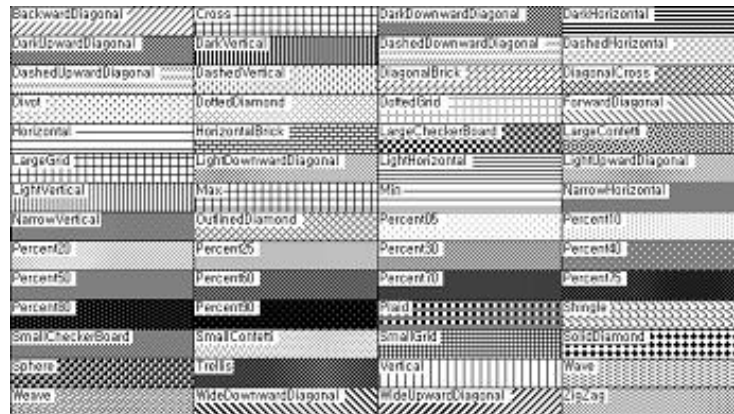 BackwardDiagonal
Cross
DarkDownwardDiagonal
DarkHorizontal
DarkUpwardDiagonal
DarkVertical
DashedDownwardDiagonal
DashedHorizontal
DashedUpwardDiagonal
DashedVertical
DiagonalBrick
DiagonalCross
Divot
DottedDiamond
DottedGrid
ForwardDiagonal
Horizontal
HorizontalBrick
LargeCheckerBoard
LargeConfetti
LargeGrid
LightDownwardDiagonal
LightHorizontal
LightUpwardDiagonal
LightVertical
Max
Min
NarrowHorizontal
NarrowVertical
OutlinedDiamond
Percent05
Percent10
Percent20
Percent25
Percent30
Percent40
Percent50
Percent60
Percent70
Percent75
Percent80
Percent90
Plaid
Shingle
SmallCheckerBoard
SmallConfetti
SmallGrid
SolidDiamond
Sphere
Trellis
Vertical
Wave
Weave
WideDownwardDiagonal
WideUpwardDiagonal
ZigZag